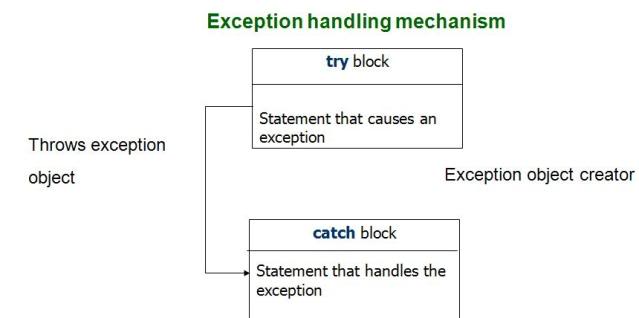 Exception handling mechanism
try block
Statement that causes an
exception
Throws exception
object
Exception object creator
catch block
Statement that handles the
exception